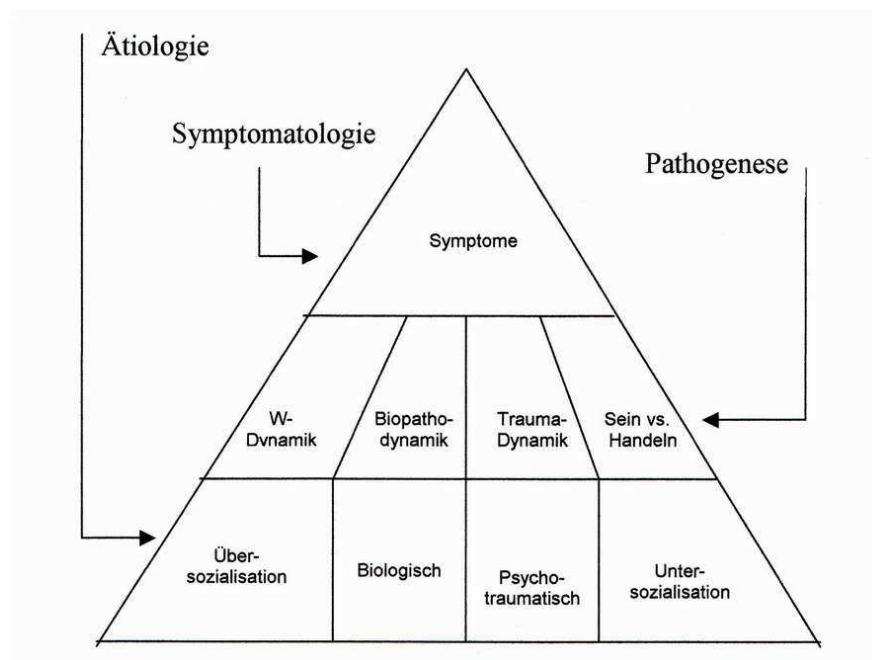 Ätiologie
Symptomatologie
Pathogenese
Symptome
W-
Dvnamik
Biopatho-
dynamik
Trauma-
Dynamik
Sein vs.
Handeln
Über-
sozialisation
Biologisch
Psycho-
traumatisch
Unter-
sozialisation